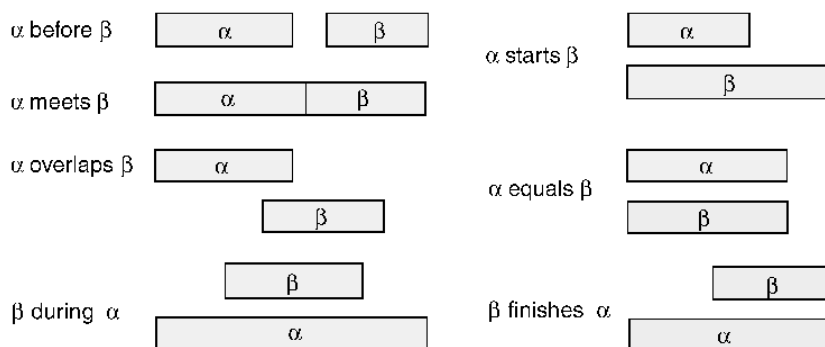 α before β
α
β
α meets β
α
β
α overlaps β
α
β
β during α
β
α
α starts β
α
β
α equals β
α
β
β finishes α
β
α